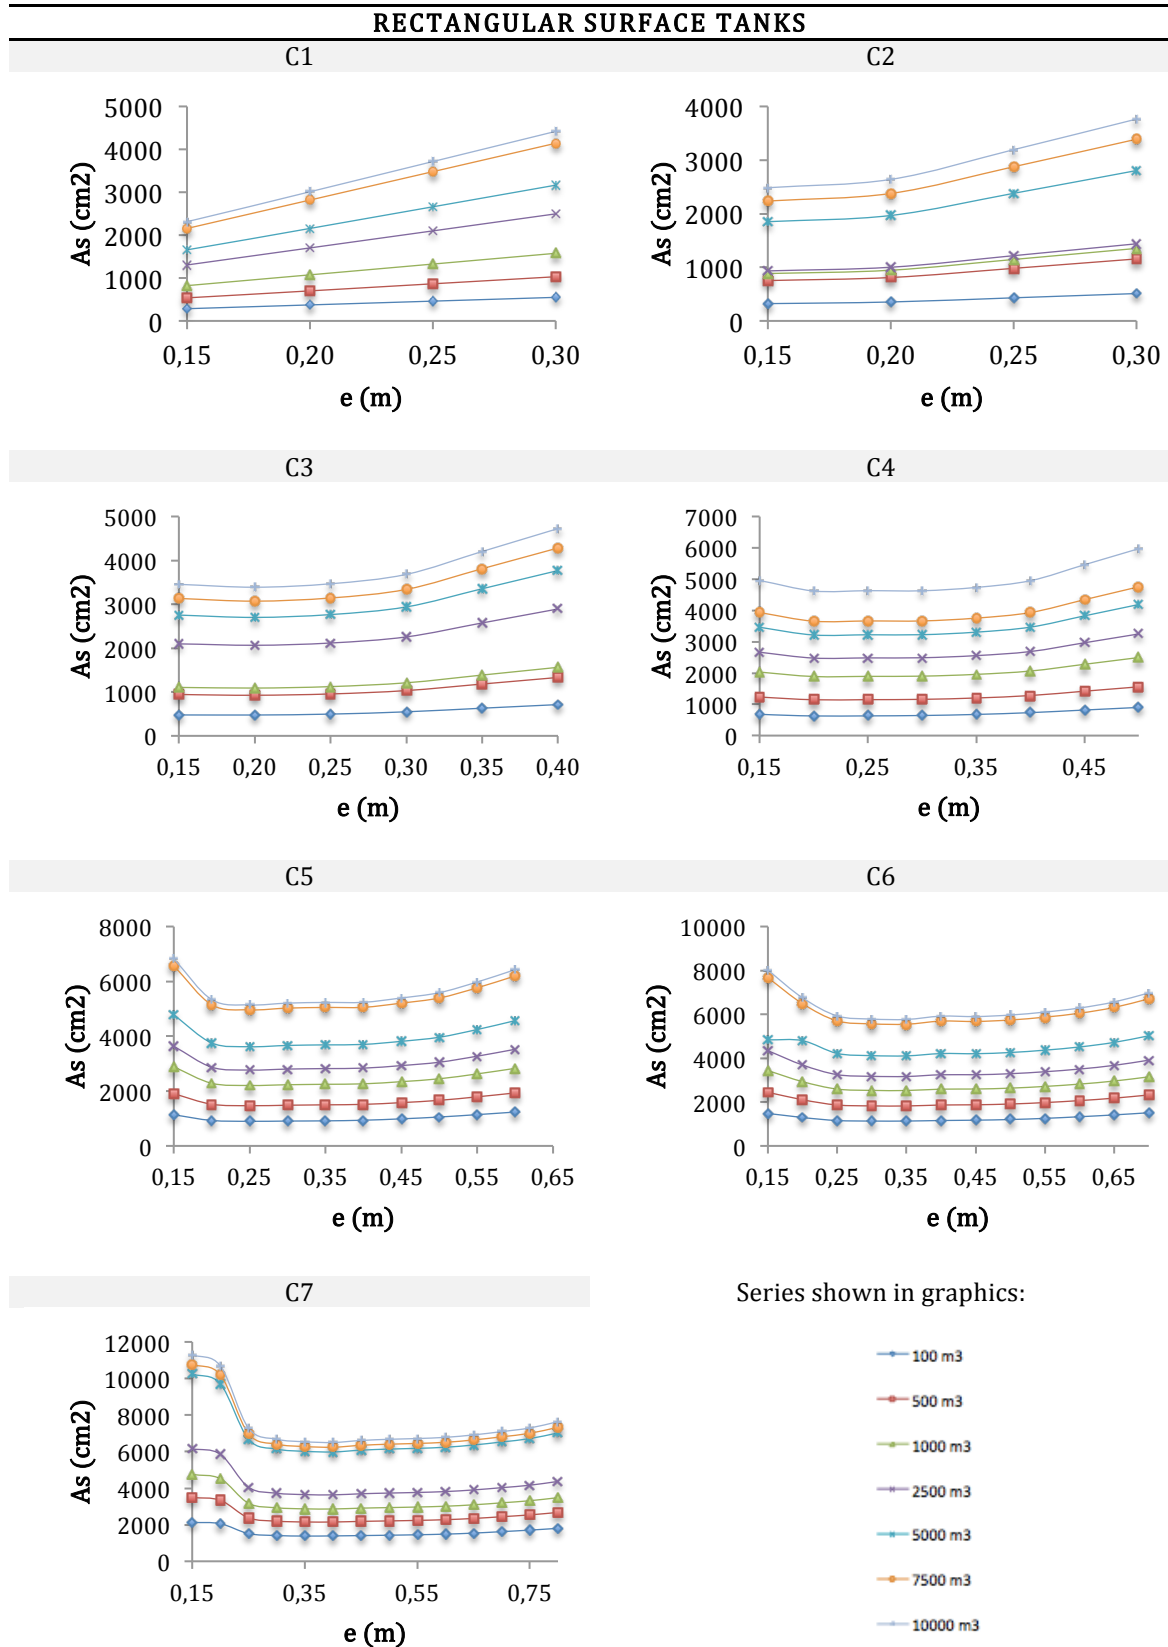 RECTANGULAR SURFACE TANKS
C1
C2
5000
4000
3000
2000
1000
0
As (cm2)
0,15 0,20 0,25 0,30
e (m)
4000
3000
2000
1000
0
As (cm2)
0,15 0,20 0,25 0,30
e (m)
C3
C4
5000
4000
3000
2000
1000
0
As (cm2)
0,15 0,20 0,25 0,30 0,35 0,40
e (m)
7000
6000
5000
4000
3000
2000
1000
0
As (cm2)
0,15 0,25 0,35 0,45
e (m)
C5
C6
8000
6000
4000
2000
0
As (cm2)
0,15 0,25 0,35 0,45 0,55 0,65
e (m)
10000
8000
6000
4000
2000
0
As (cm2)
0,15 0,25 0,35 0,45 0,55 0,65
e (m)
C7
Series shown in graphics:
12000
10000
8000
6000
4000
2000
0
As (cm2)
0,15 0,35 0,55 0,75
e (m)
100 m3
500 m3
1000 m3
2500 m3
5000 m3
7500 m3
10000 m3